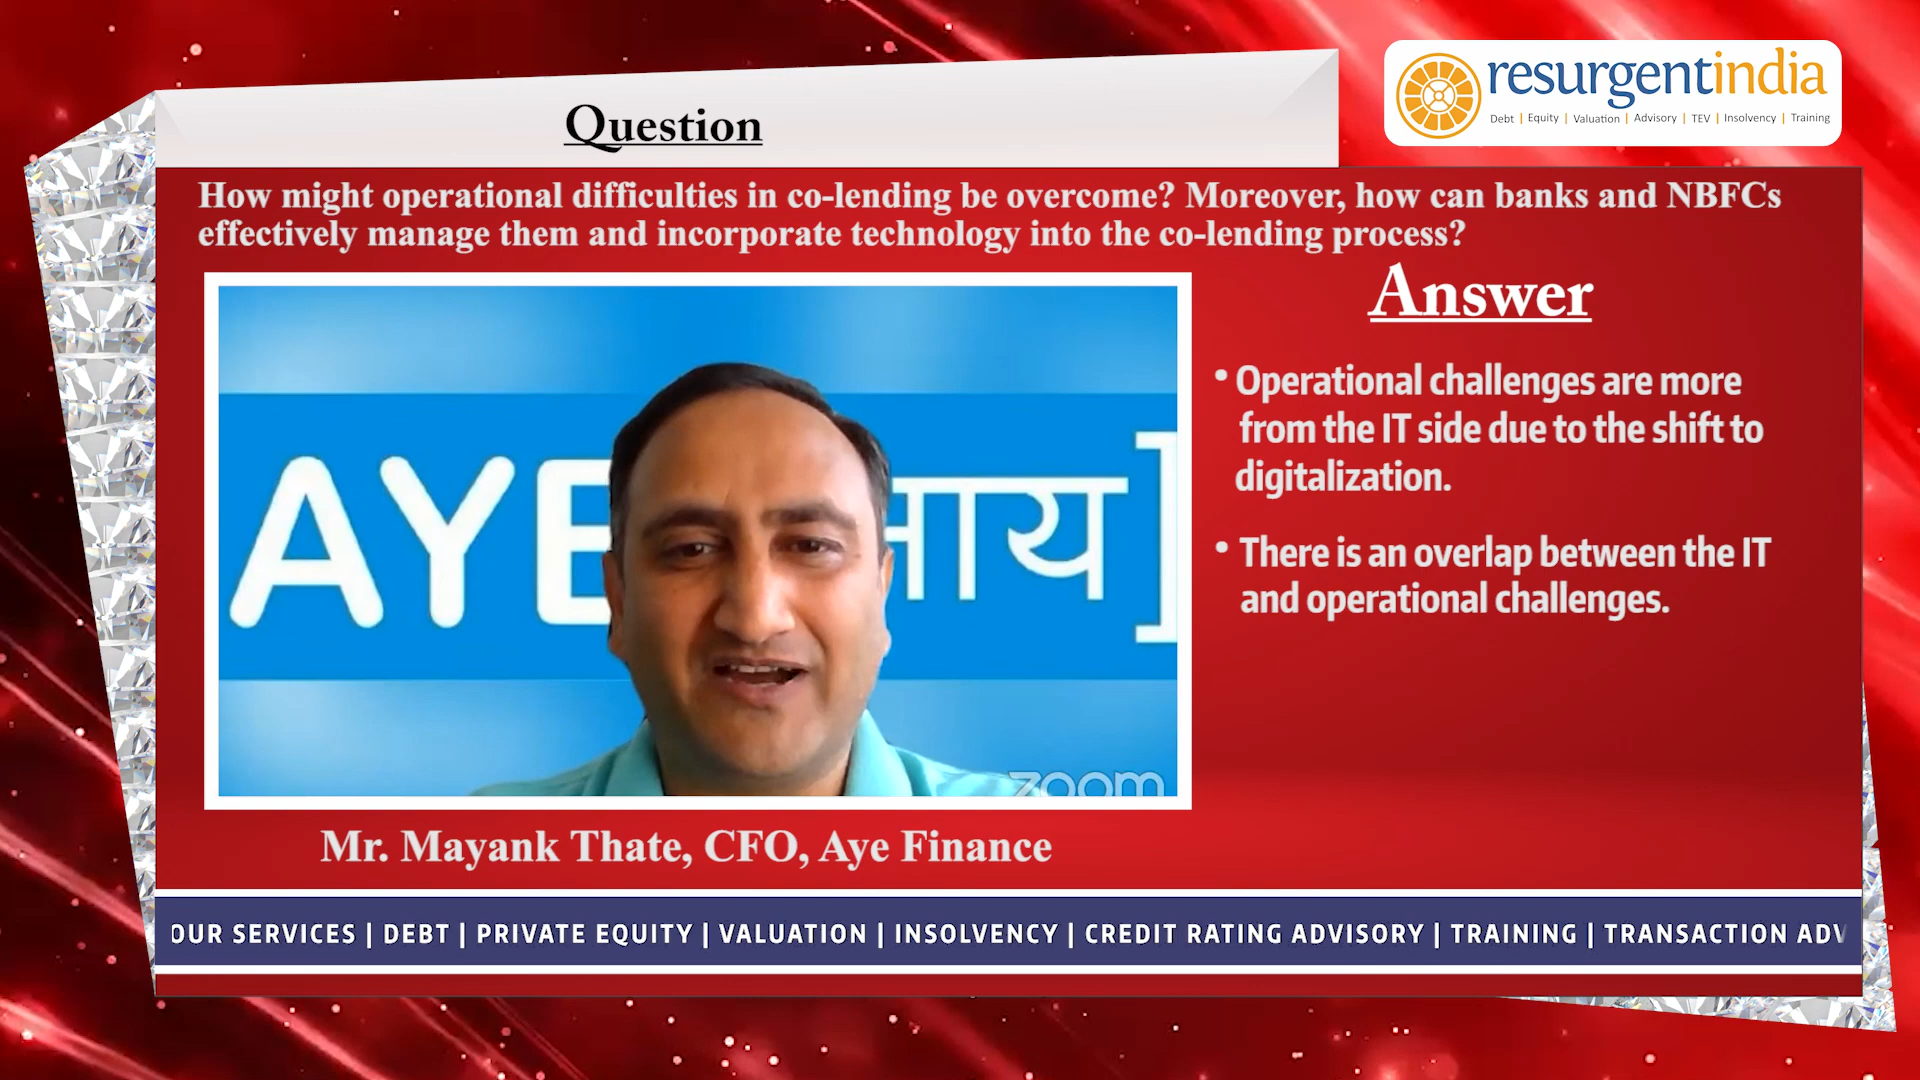 resurgentindia
Debt | Equity | Valuation | Advisory | TEV | Insolvency | Training
Question
How might operational difficulties in co-lending be overcome? Moreover, how can banks and NBFCs
effectively manage them and incorporate technology into the co-lending process?
Answer
• Operational challenges are more
from the IT side due to the shift to
digitalization.
• There is an overlap between the IT
and operational challenges.
AYE
ाय]
zoom
Mr. Mayank Thate, CFO, Aye Finance
OUR SERVICES | DEBT | PRIVATE EQUITY | VALUATION | INSOLVENCY | CREDIT RATING ADVISORY | TRAINING | TRANSACTION ADV